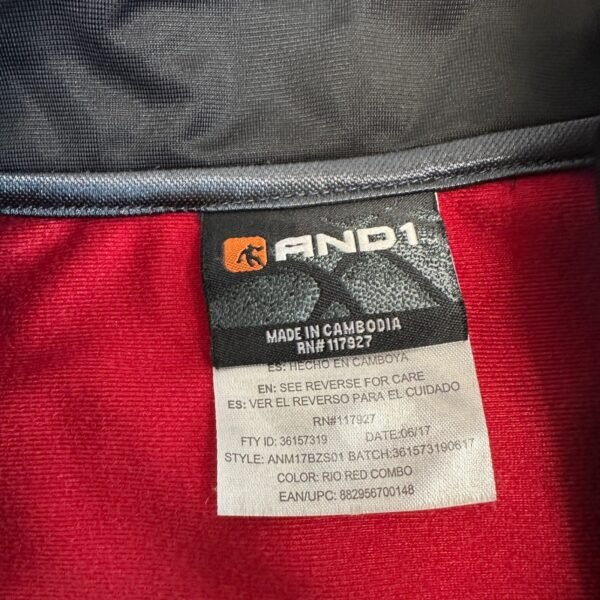 AND1
MADE IN CAMBODIA
RN# 117927
ES: HECHO EN CAMBOYA
EN: SEE REVERSE FOR CARE
ES: VER EL REVERSO PARA EL CUIDADO
RN#117927
FTY ID: 36157319 DATE:06/17
STYLE: ANM17BZS01 BATCH:361573190617
COLOR: RIO RED COMBO
EAN/UPC: 882956700148